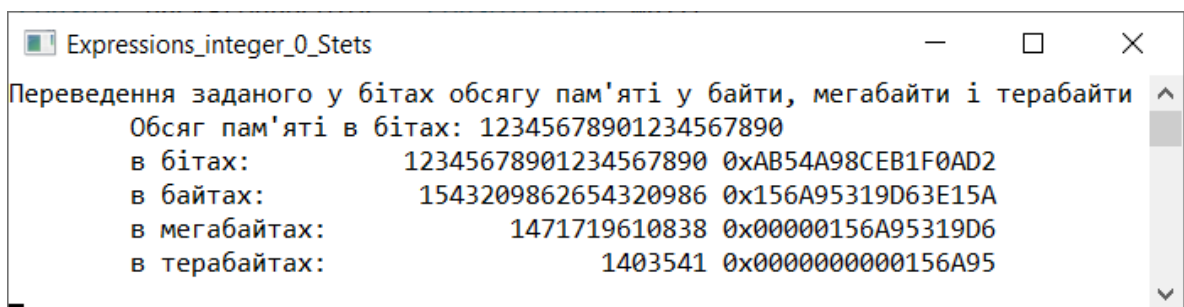 Expressions_integer_0_Stets
Переведення заданого у бітах обсягу пам'яті у байти, мегабайти і терабайти
Обсяг пам'яті в бітах: 12345678901234567890
в бітах: 12345678901234567890 0xAB54A98CEB1F0AD2
в байтах: 1543209862654320986 0x156A95319D63E15A
в мегабайтах: 1471719610838 0x00000156A95319D6
в терабайтах: 1403541 0x0000000000156A95